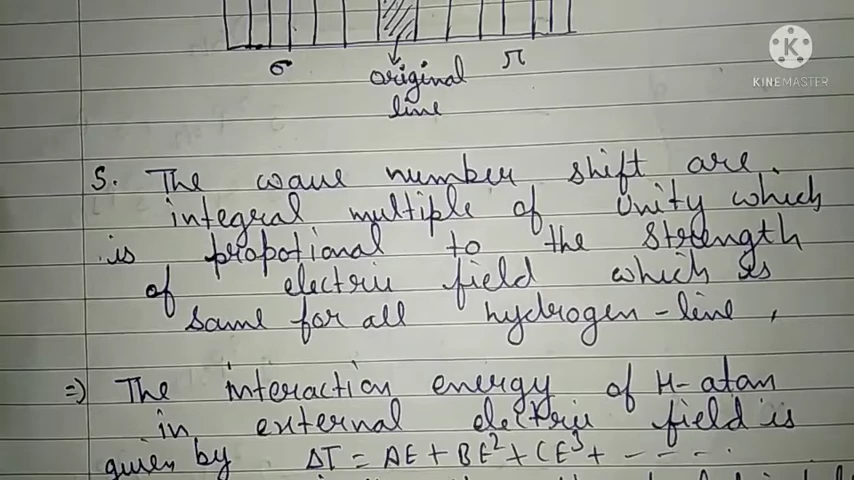 K
KINEMASTER
σ
π
original
line
5. The wave number shift are
integral multiple of unity which
is propotional to the strength
of electric field which is
same for all hydrogen-line,
=) The interaction energy of H-atom
in external electric field is
given by ΔT = AE + BE² + CE³ + - - - - .